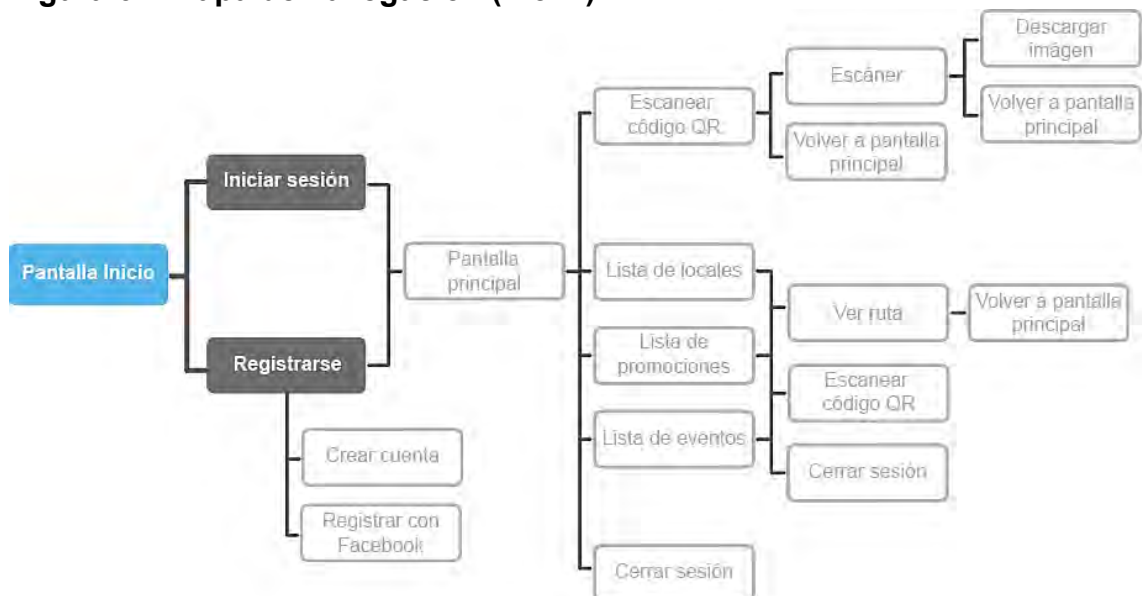 Descargar
imágen
Escáner
Escanear
código QR
Volver a pantalla
principal
Volver a pantalla
principal
Iniciar sesión
Pantalla Inicio
Pantalla
principal
Lista de locales
Ver ruta
Volver a pantalla
principal
Registrarse
Lista de
promociones
Escanear
código QR
Lista de eventos
Crear cuenta
Cerrar sesión
Registrar con
Facebook
Cerrar sesión